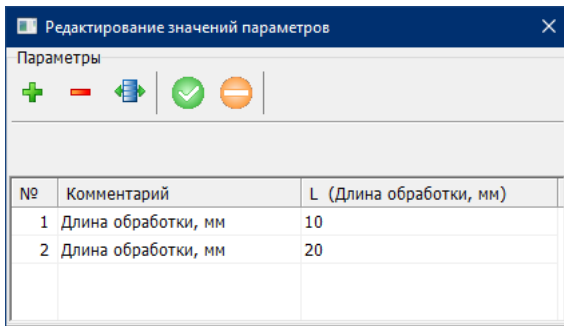 Редактирование значений параметров
Параметры
№ Комментарий L (Длина обработки, мм)
1 Длина обработки, мм 10
2 Длина обработки, мм 20